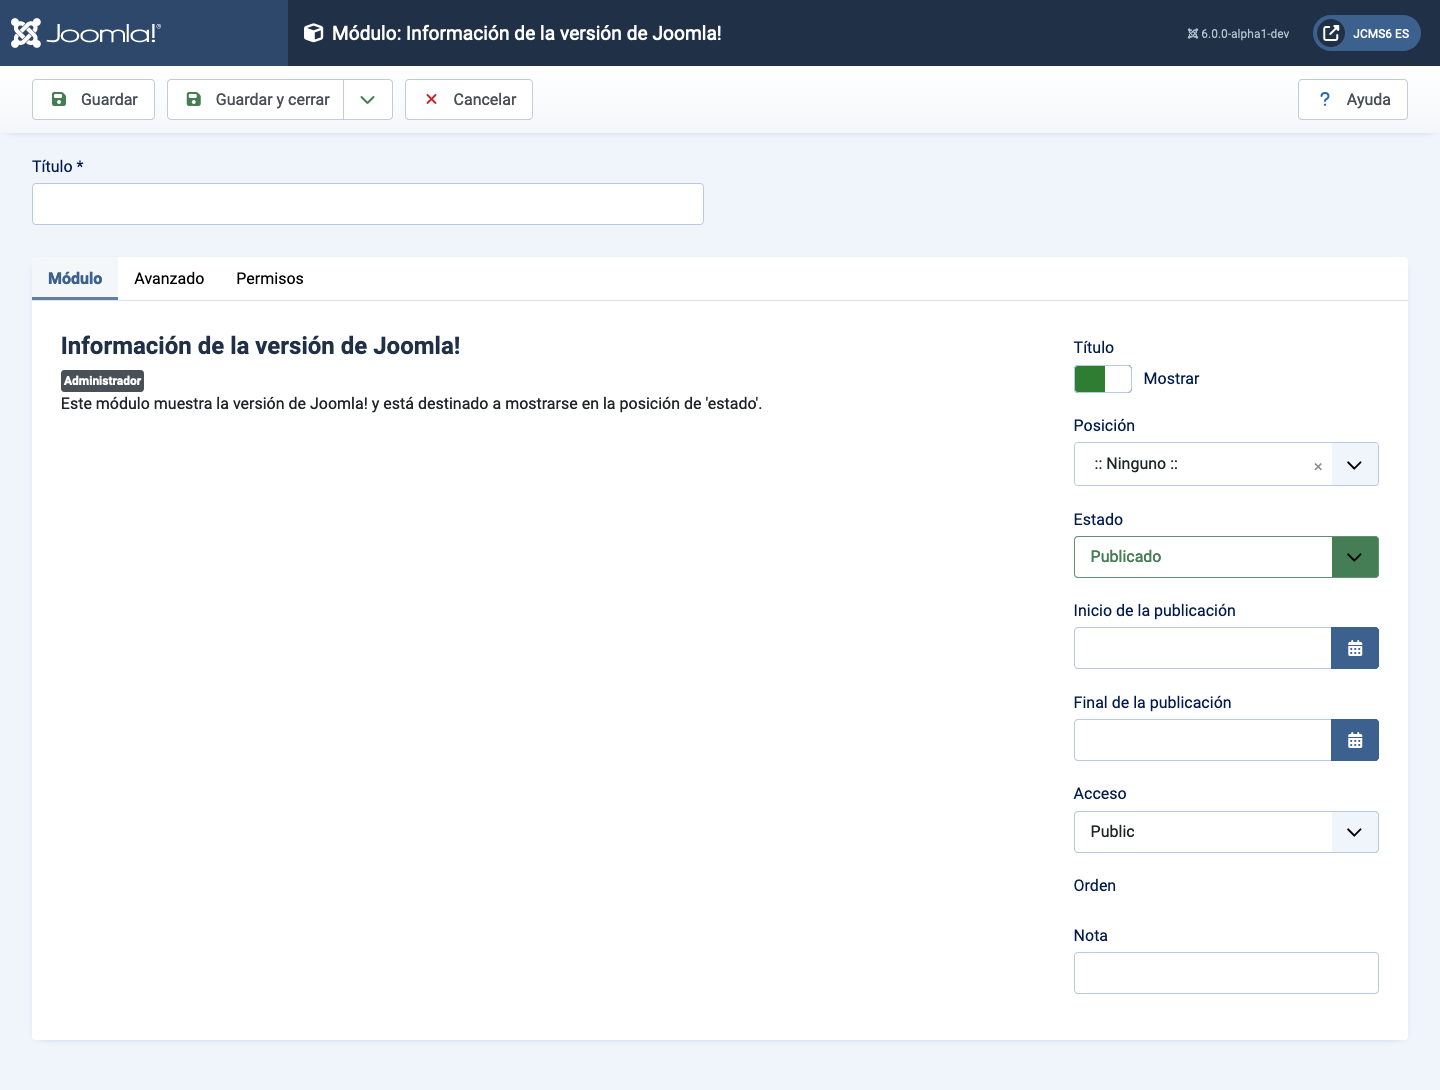 Joomla!®
Módulo: Información de la versión de Joomla!
6.0.0-alpha1-dev
JCMS6 ES
Guardar
Guardar y cerrar
Cancelar
? Ayuda
Título *
Módulo
Avanzado
Permisos
Información de la versión de Joomla!
Administrador
Este módulo muestra la versión de Joomla! y está destinado a mostrarse en la posición de 'estado'.
Título
Mostrar
Posición
:: Ninguno ::
×
Estado
Publicado
Inicio de la publicación
Final de la publicación
Acceso
Public
Orden
Nota